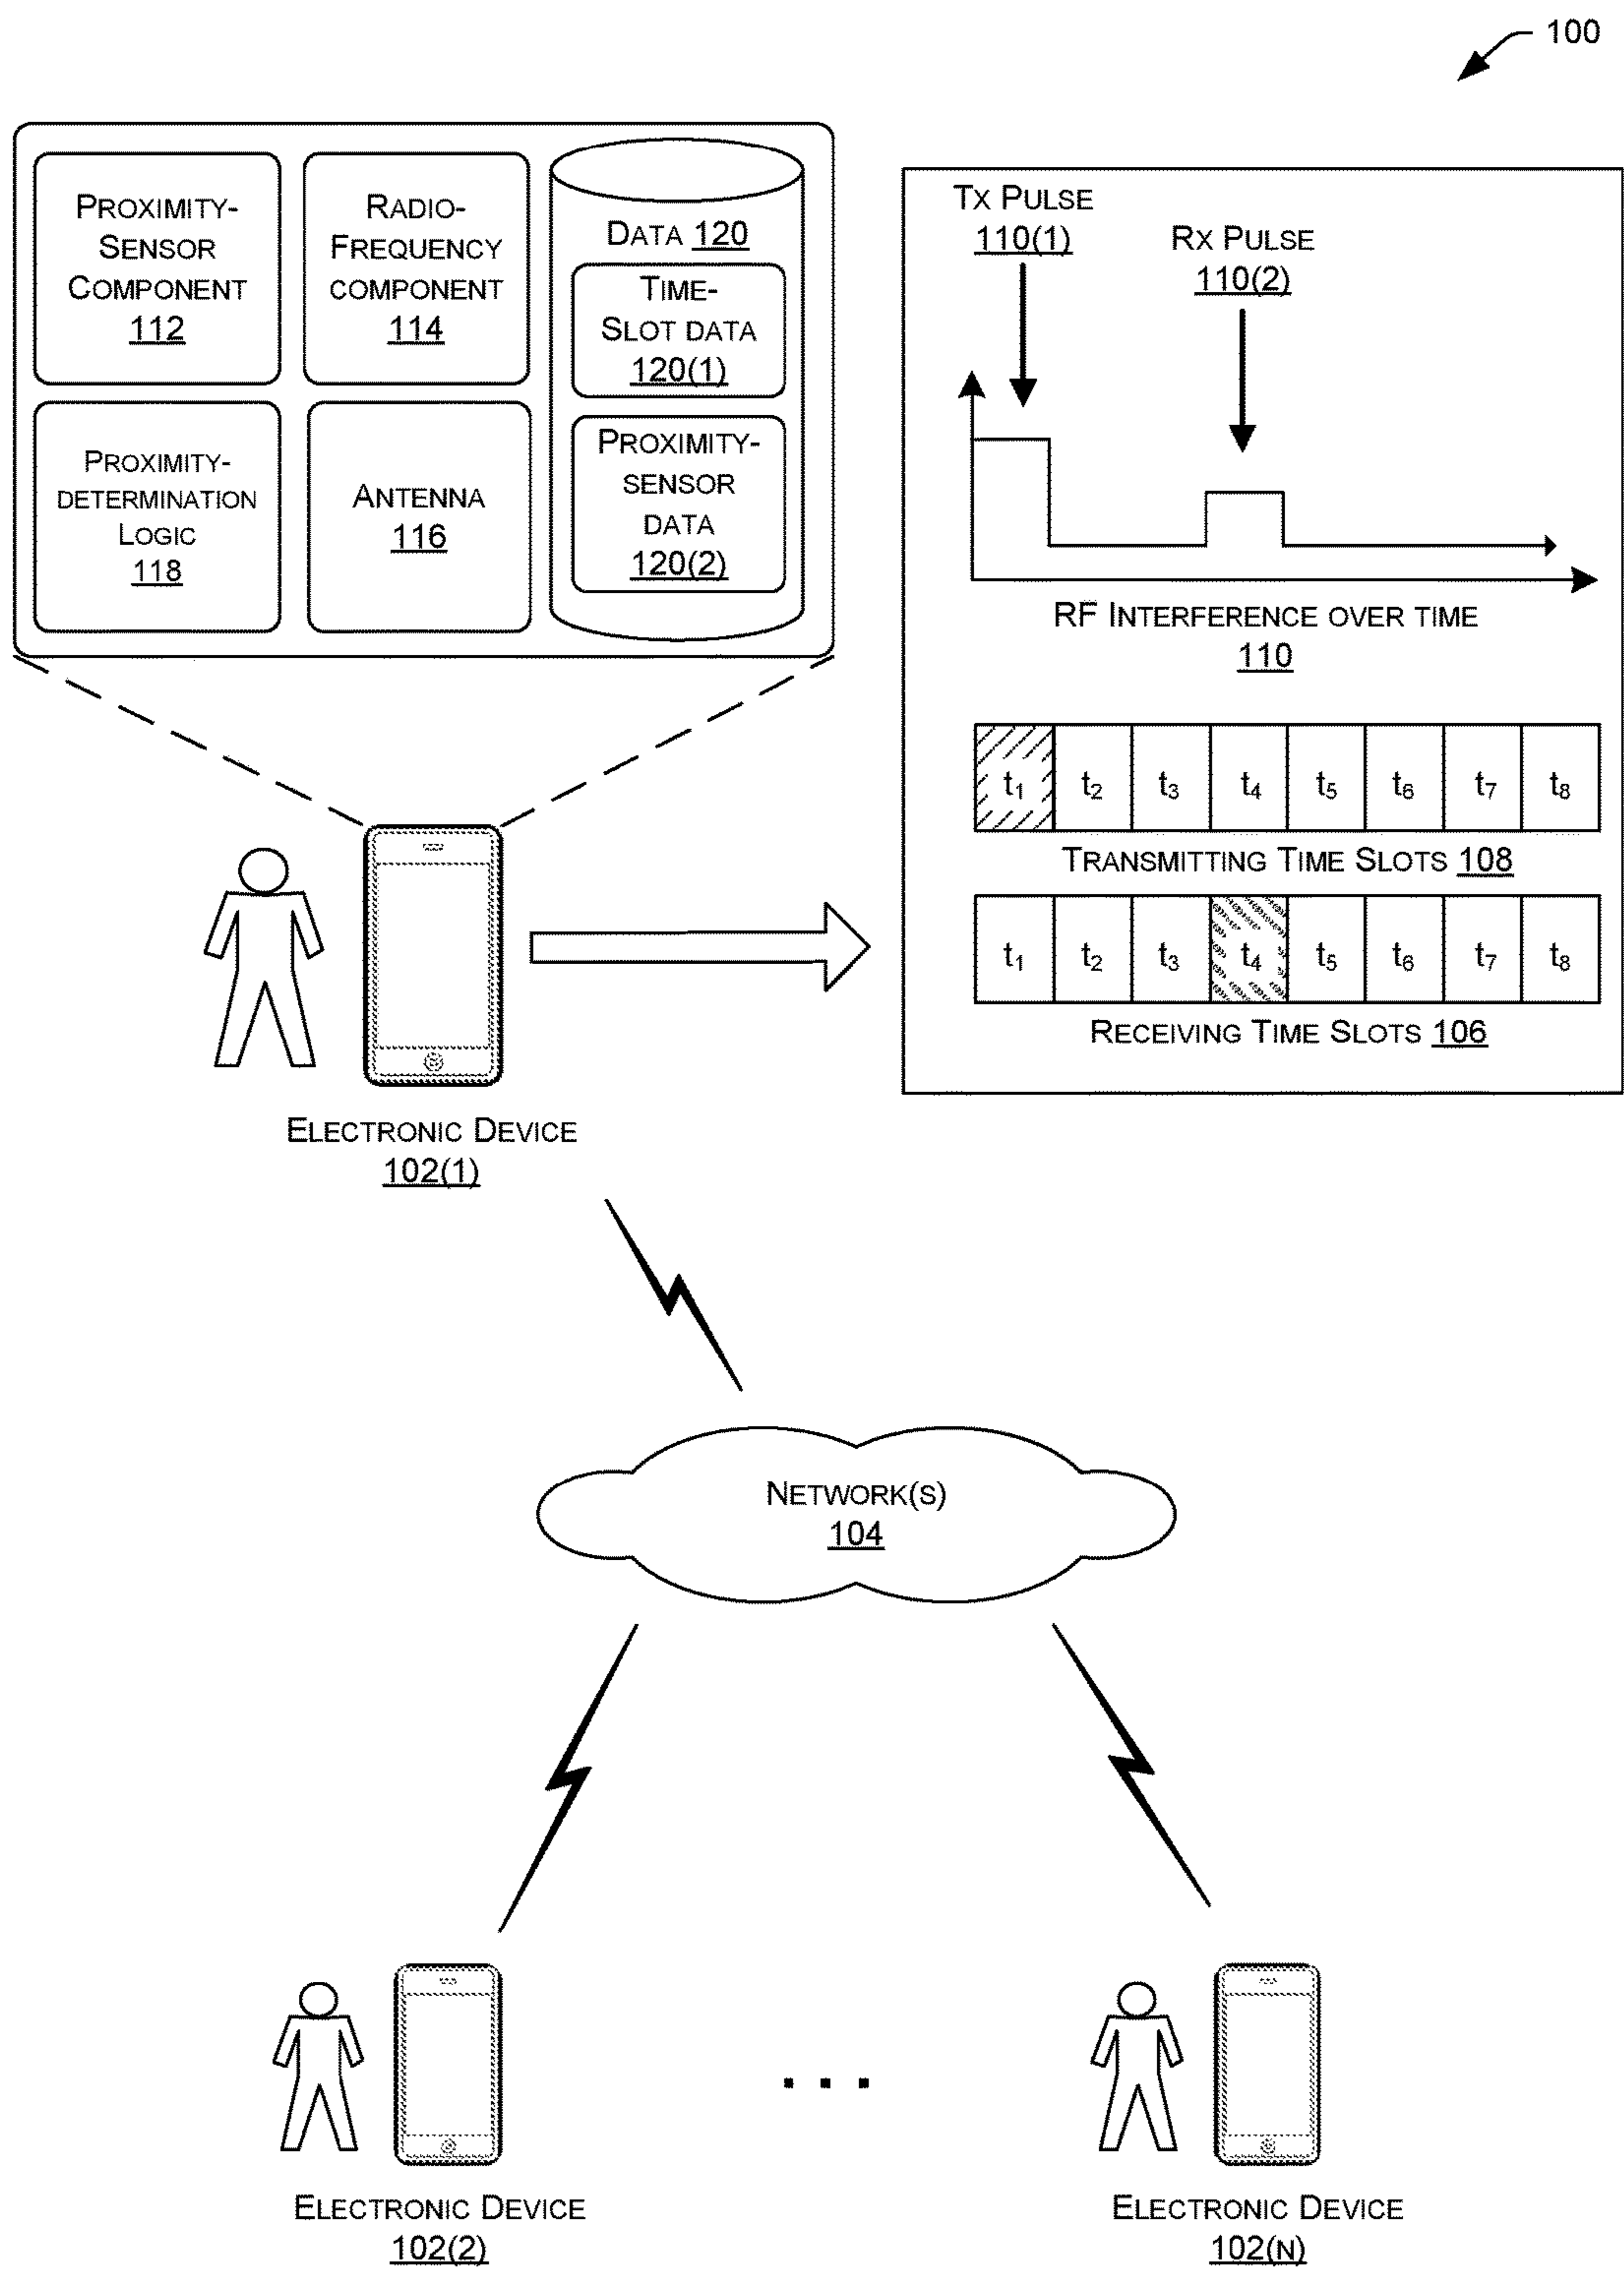 100
PROXIMITY-
SENSOR
COMPONENT
112
RADIO-
FREQUENCY
COMPONENT
114
PROXIMITY-
DETERMINATION
LOGIC
118
ANTENNA
116
DATA 120
TIME-
SLOT DATA
120(1)
PROXIMITY-
SENSOR
DATA
120(2)
TX PULSE
110(1)
RX PULSE
110(2)
RF INTERFERENCE OVER TIME
110
t1 t2 t3 t4 t5 t6 t7 t8
TRANSMITTING TIME SLOTS 108
t1 t2 t3 t4 t5 t6 t7 t8
RECEIVING TIME SLOTS 106
ELECTRONIC DEVICE
102(1)
NETWORK(S)
104
ELECTRONIC DEVICE
102(2)
. . .
ELECTRONIC DEVICE
102(N)